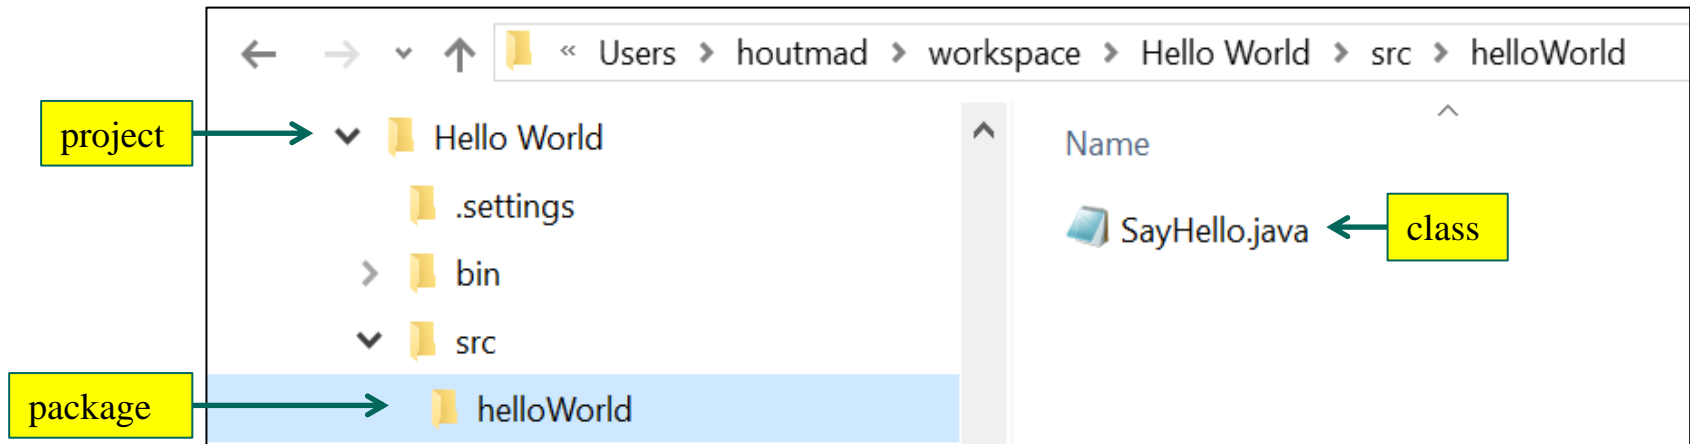 « Users > houtmad > workspace > Hello World > src > helloWorld
project
Hello World
Name
.settings
SayHello.java
class
bin
src
package
helloWorld